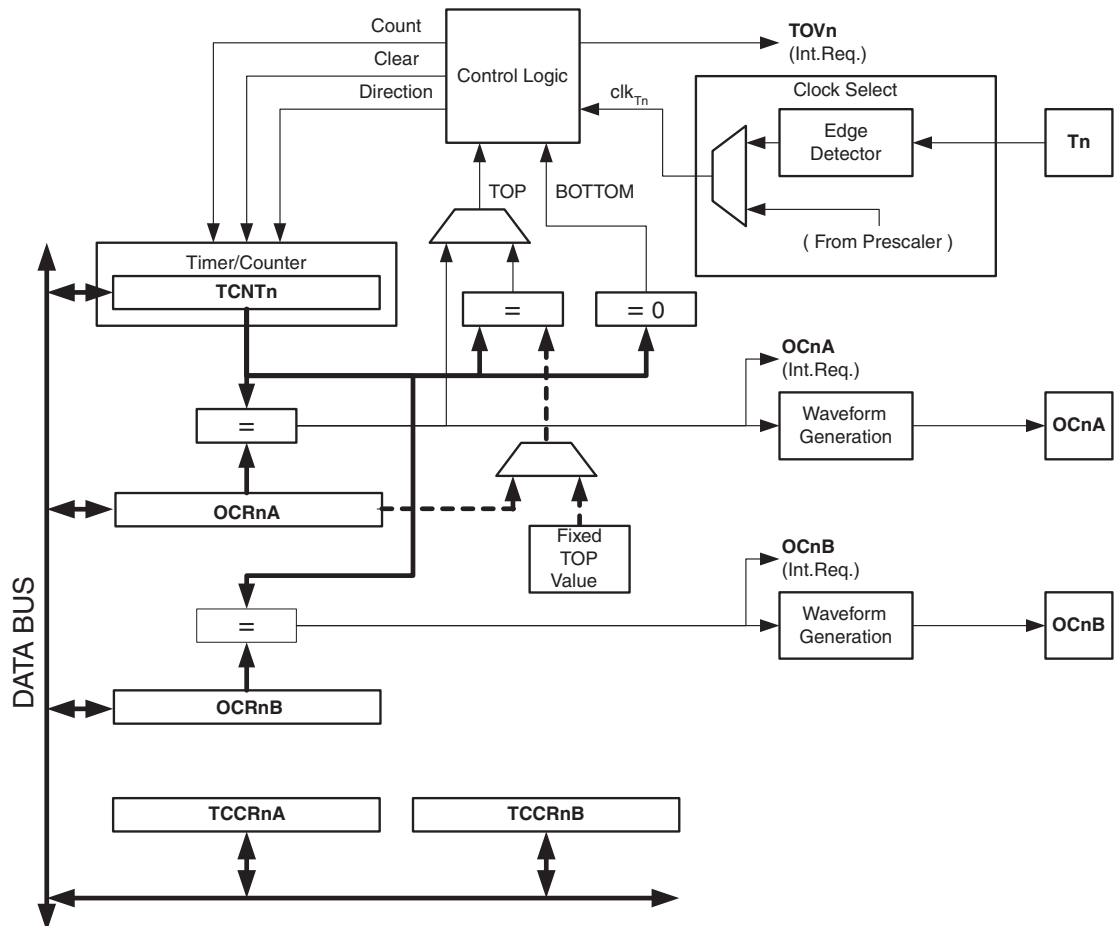 Count
Clear
Direction
Control Logic
TOVn
(Int.Req.)
clkTn
Clock Select
Edge
Detector
Tn
( From Prescaler )
TOP
BOTTOM
Timer/Counter
TCNTn
=
= 0
OCnA
(Int.Req.)
=
Waveform
Generation
OCnA
OCRnA
Fixed
TOP
Value
OCnB
(Int.Req.)
=
Waveform
Generation
OCnB
OCRnB
DATA BUS
TCCRnA
TCCRnB